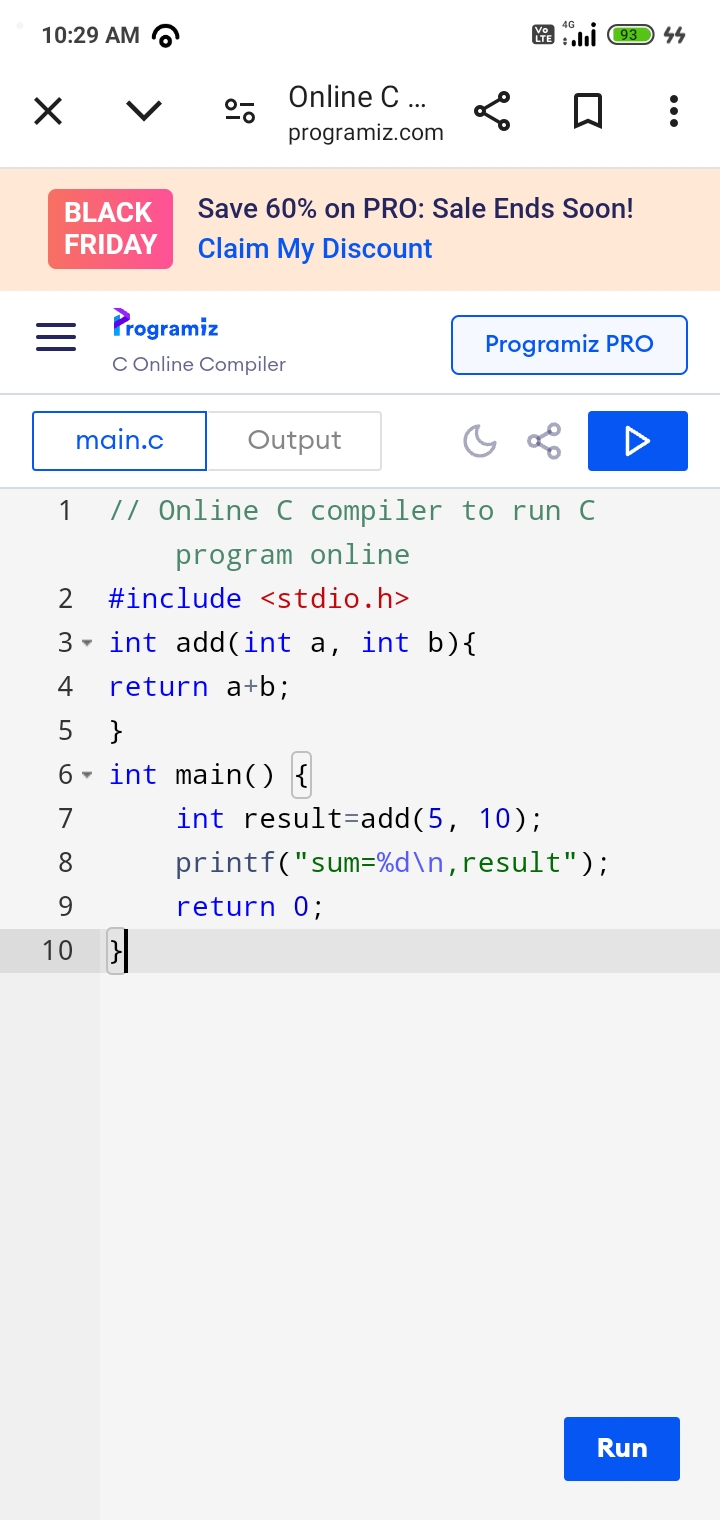 10:29 AM
Vo LTE 4G 93
Online C ...
programiz.com
BLACK FRIDAY
Save 60% on PRO: Sale Ends Soon!
Claim My Discount
Programiz
C Online Compiler
Programiz PRO
main.c Output
1 // Online C compiler to run C
program online
2 #include <stdio.h>
3 int add(int a, int b){
4 return a+b;
5 }
6 int main() {
7     int result=add(5, 10);
8     printf("sum=%d\n,result");
9     return 0;
10 }
Run